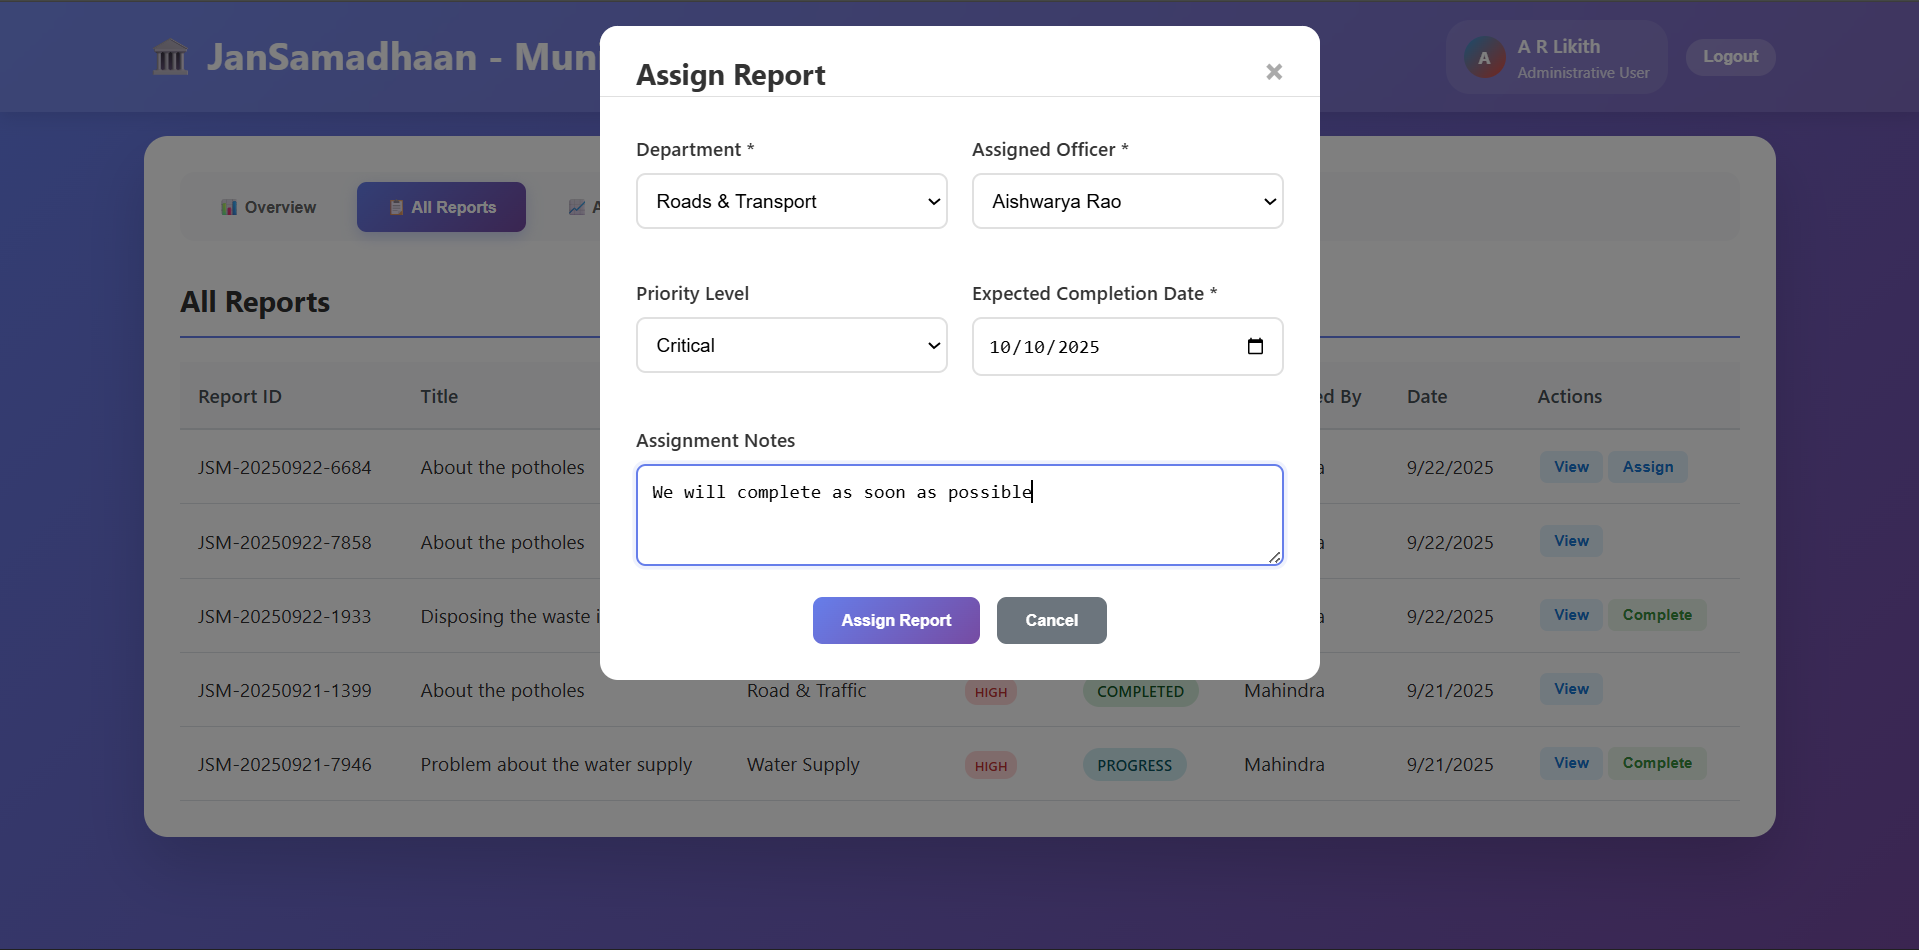 JanSamadhaan - Muni
A
A R Likith
Administrative User
Logout
Assign Report
×
Department *
Assigned Officer *
Roads & Transport
Aishwarya Rao
Overview
All Reports
A
Priority Level
Expected Completion Date *
Critical
10/10/2025
All Reports
Report ID
Title
ed By
Date
Actions
Assignment Notes
We will complete as soon as possible
Assign Report
Cancel
JSM-20250922-6684
About the potholes
a
9/22/2025
View
Assign
JSM-20250922-7858
About the potholes
a
9/22/2025
View
JSM-20250922-1933
Disposing the waste i
a
9/22/2025
View
Complete
JSM-20250921-1399
About the potholes
Road & Traffic
HIGH
COMPLETED
Mahindra
9/21/2025
View
JSM-20250921-7946
Problem about the water supply
Water Supply
HIGH
PROGRESS
Mahindra
9/21/2025
View
Complete